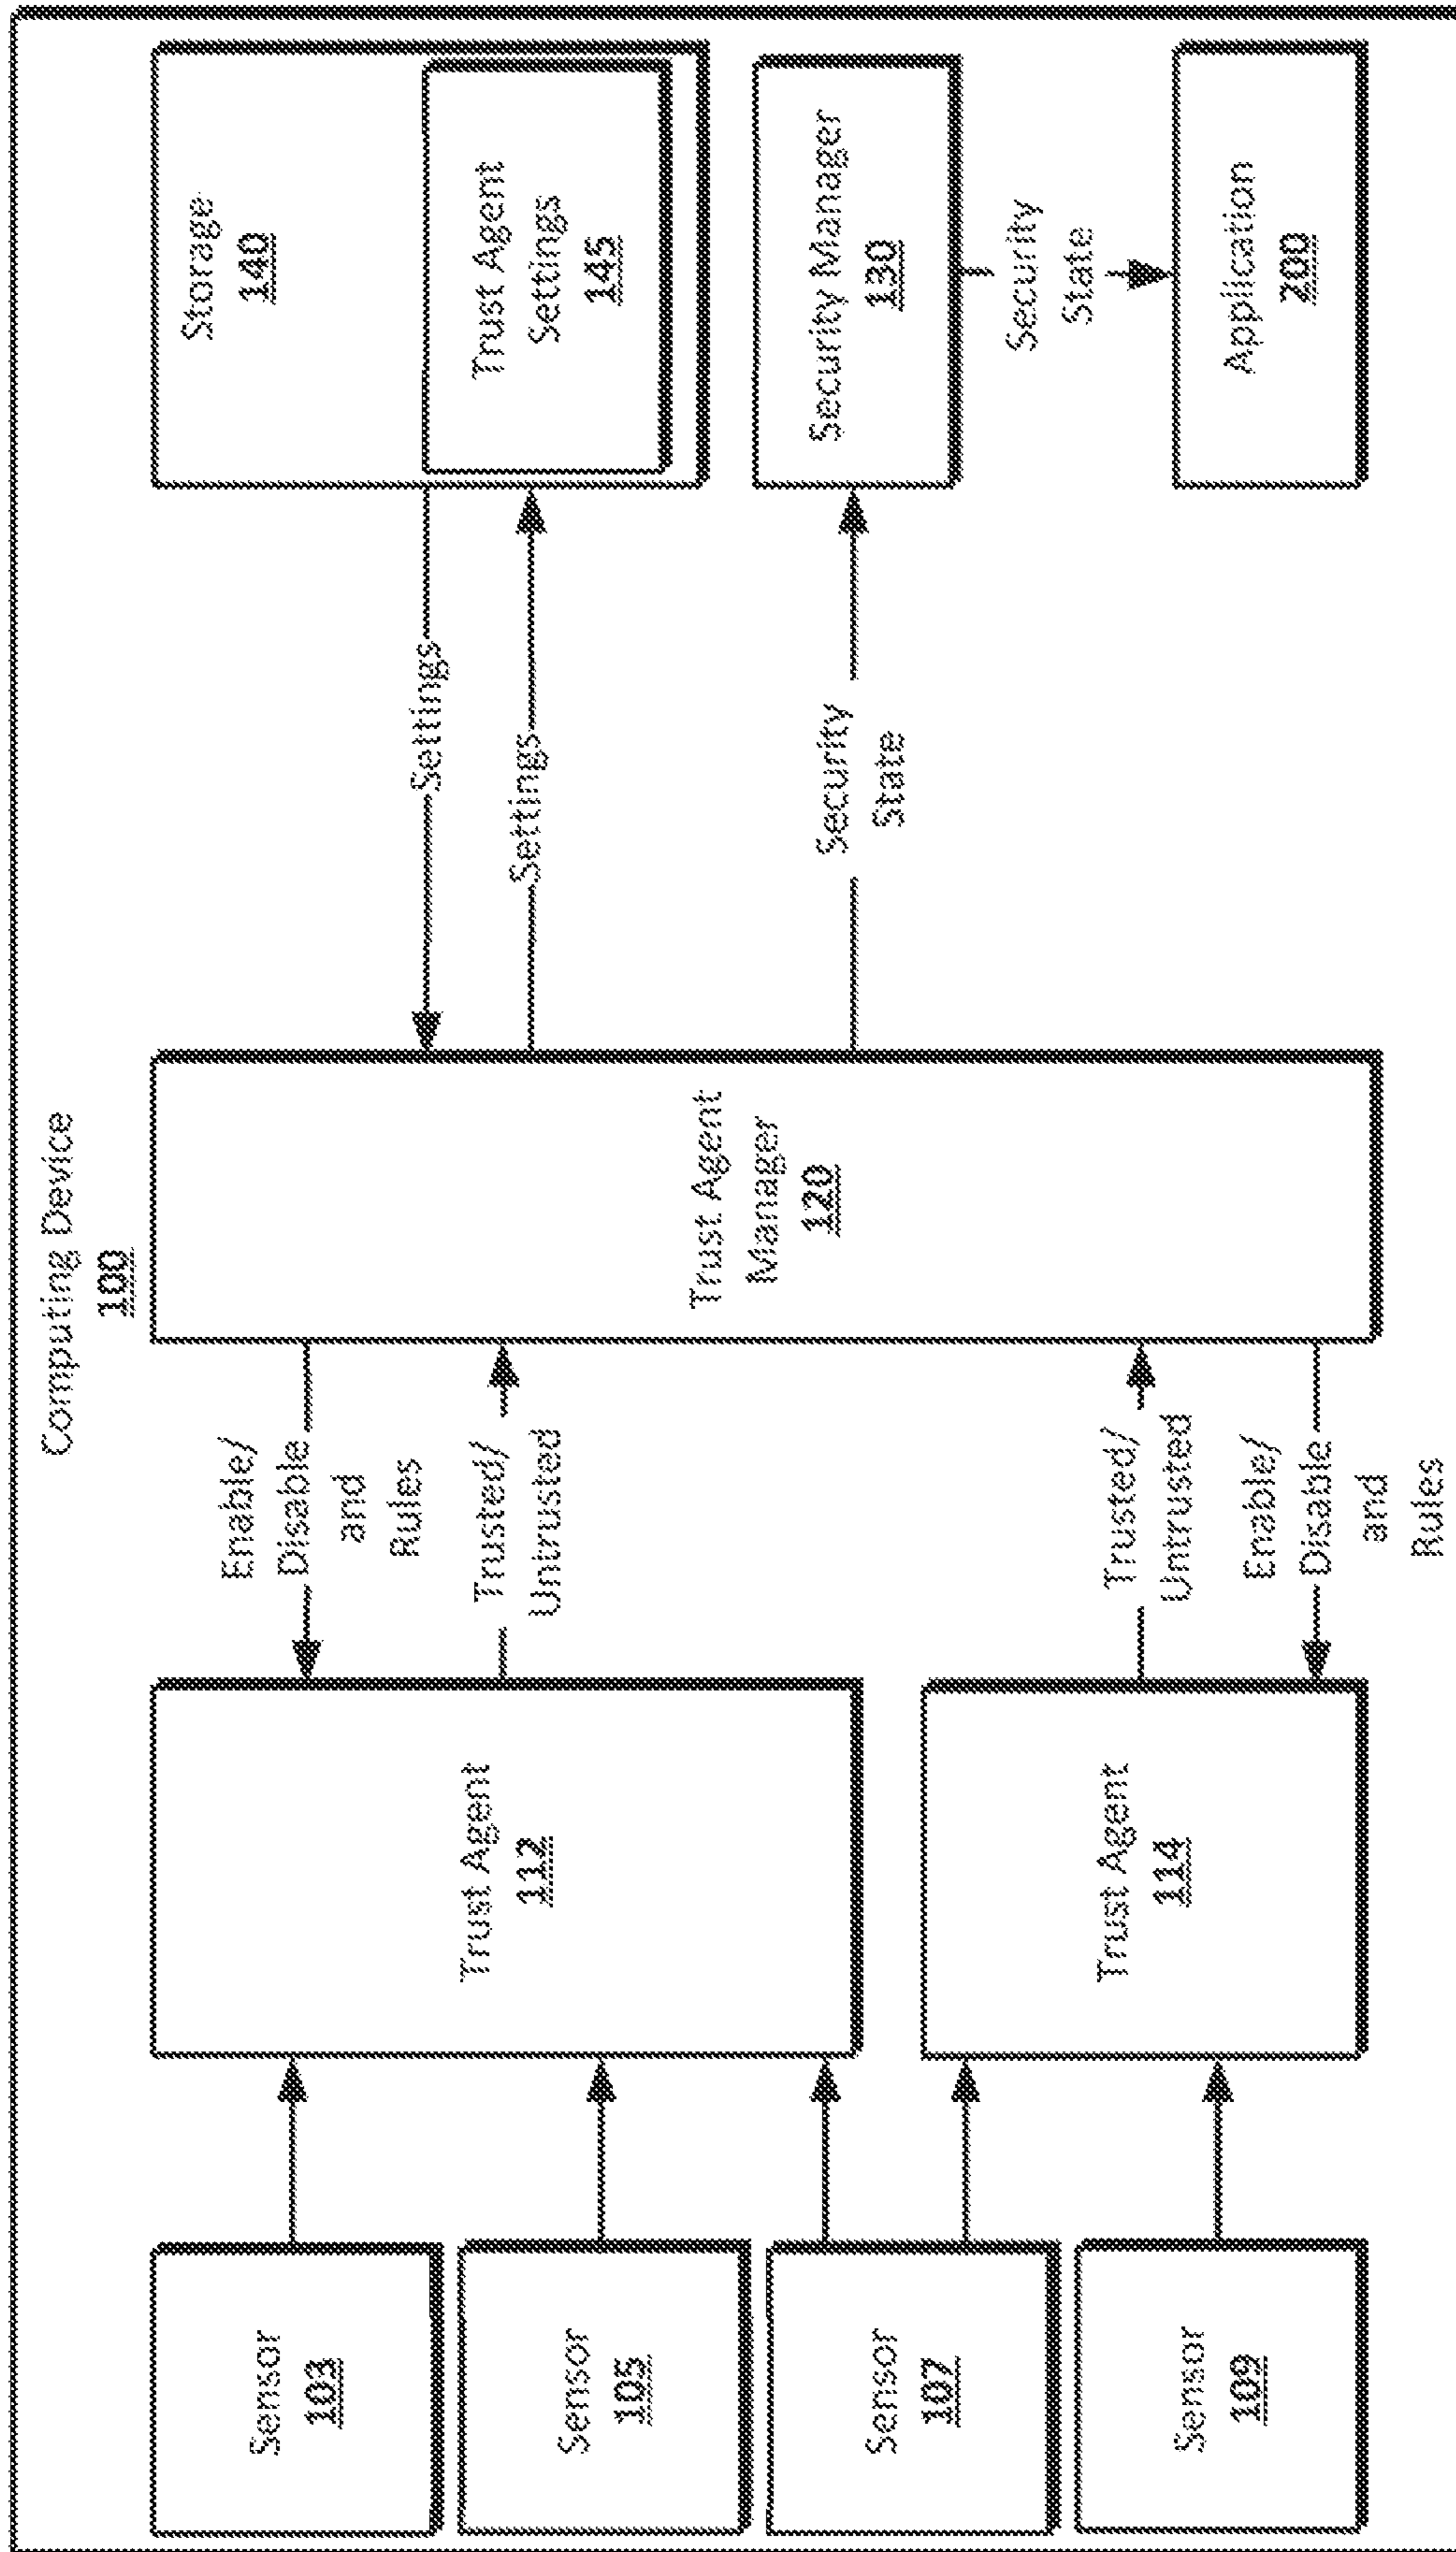 Computing Device
100
Sensor
103
Sensor
105
Sensor
107
Sensor
109
Trust Agent
112
Trust Agent
114
Enable/
Disable
and
Rules
Trusted/
Untrusted
Trusted/
Untrusted
Enable/
Disable
and
Rules
Trust Agent
Manager
120
Settings
Settings
Security
State
Storage
140
Trust Agent
Settings
145
Security Manager
130
Security
State
Application
200